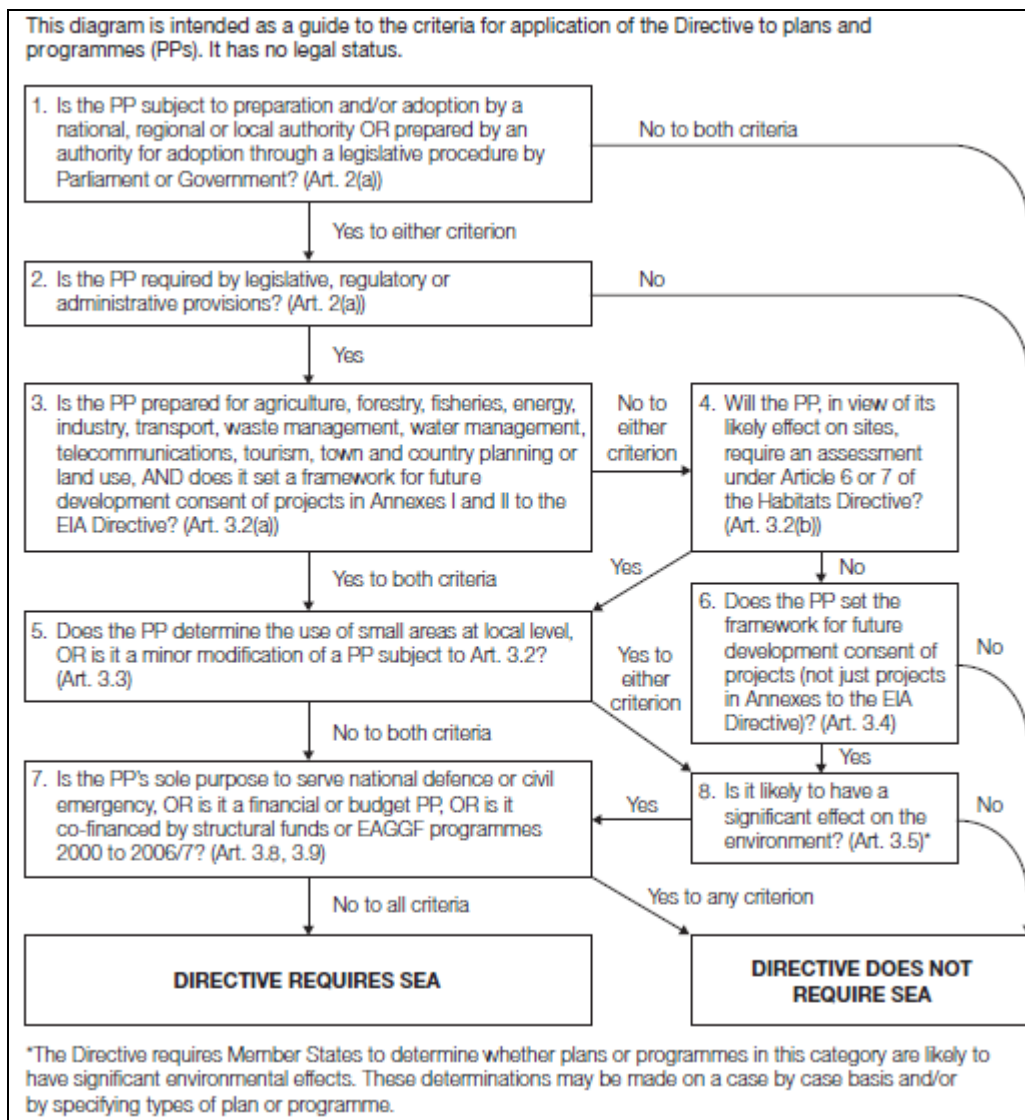 This diagram is intended as a guide to the criteria for application of the Directive to plans and
programmes (PPs). It has no legal status.
1. Is the PP subject to preparation and/or adoption by a
national, regional or local authority OR prepared by an
authority for adoption through a legislative procedure by
Parliament or Government? (Art. 2(a))
No to both criteria
Yes to either criterion
2. Is the PP required by legislative, regulatory or
administrative provisions? (Art. 2(a))
No
Yes
3. Is the PP prepared for agriculture, forestry, fisheries, energy,
industry, transport, waste management, water management,
telecommunications, tourism, town and country planning or
land use, AND does it set a framework for future
development consent of projects in Annexes I and II to the
EIA Directive? (Art. 3.2(a))
No to
either
criterion
4. Will the PP, in view of its
likely effect on sites,
require an assessment
under Article 6 or 7 of
the Habitats Directive?
(Art. 3.2(b))
Yes to both criteria
Yes
No
5. Does the PP determine the use of small areas at local level,
OR is it a minor modification of a PP subject to Art. 3.2?
(Art. 3.3)
Yes to
either
criterion
6. Does the PP set the
framework for future
development consent of
projects (not just projects
in Annexes to the EIA
Directive)? (Art. 3.4)
No
No to both criteria
Yes
7. Is the PP's sole purpose to serve national defence or civil
emergency, OR is it a financial or budget PP, OR is it
co-financed by structural funds or EAGGF programmes
2000 to 2006/7? (Art. 3.8, 3.9)
Yes
8. Is it likely to have a
significant effect on the
environment? (Art. 3.5)*
No
No to all criteria
Yes to any criterion
DIRECTIVE REQUIRES SEA
DIRECTIVE DOES NOT
REQUIRE SEA
*The Directive requires Member States to determine whether plans or programmes in this category are likely to
have significant environmental effects. These determinations may be made on a case by case basis and/or
by specifying types of plan or programme.